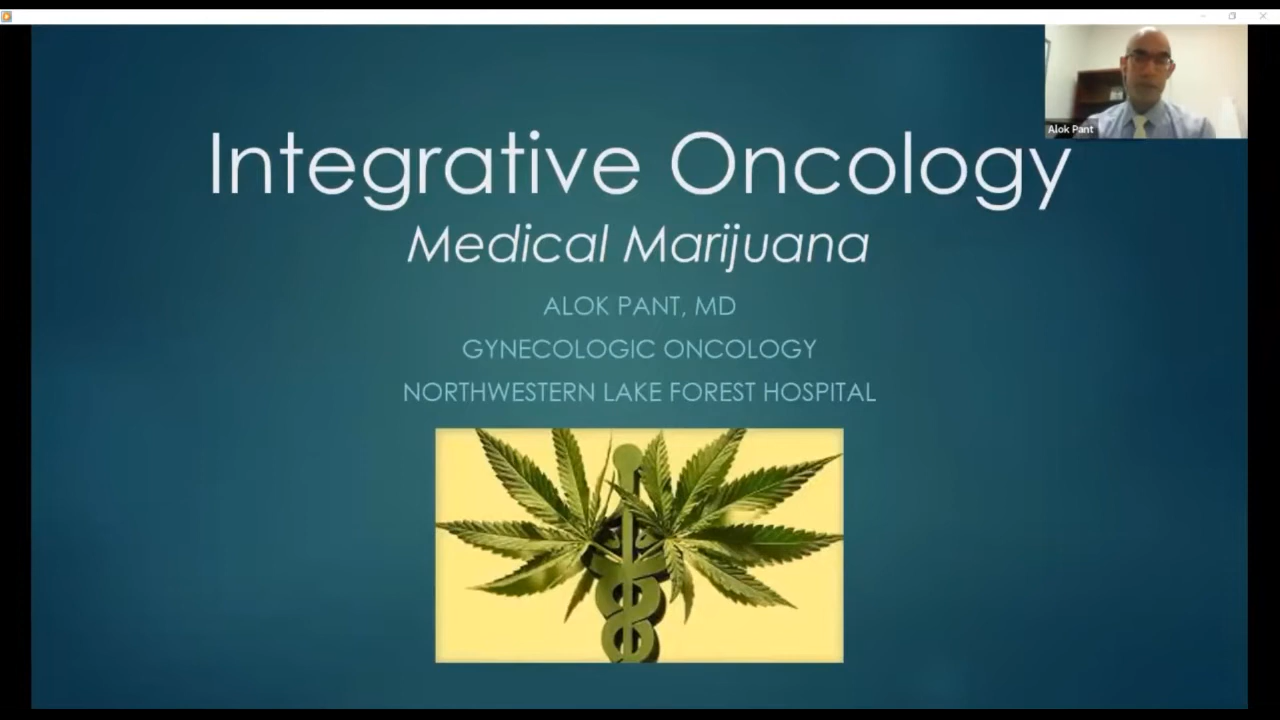 Integrative Oncology
Medical Marijuana
ALOK PANT, MD
GYNECOLOGIC ONCOLOGY
NORTHWESTERN LAKE FOREST HOSPITAL
Alok Pant